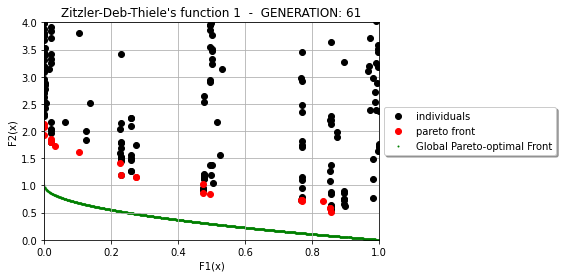 Zitzler-Deb-Thiele's function 1 - GENERATION: 61
4.0
3.5
3.0
2.5
2.0
1.5
1.0
0.5
0.0
F2(x)
0.0 0.2 0.4 0.6 0.8 1.0
F1(x)
individuals
pareto front
Global Pareto-optimal Front